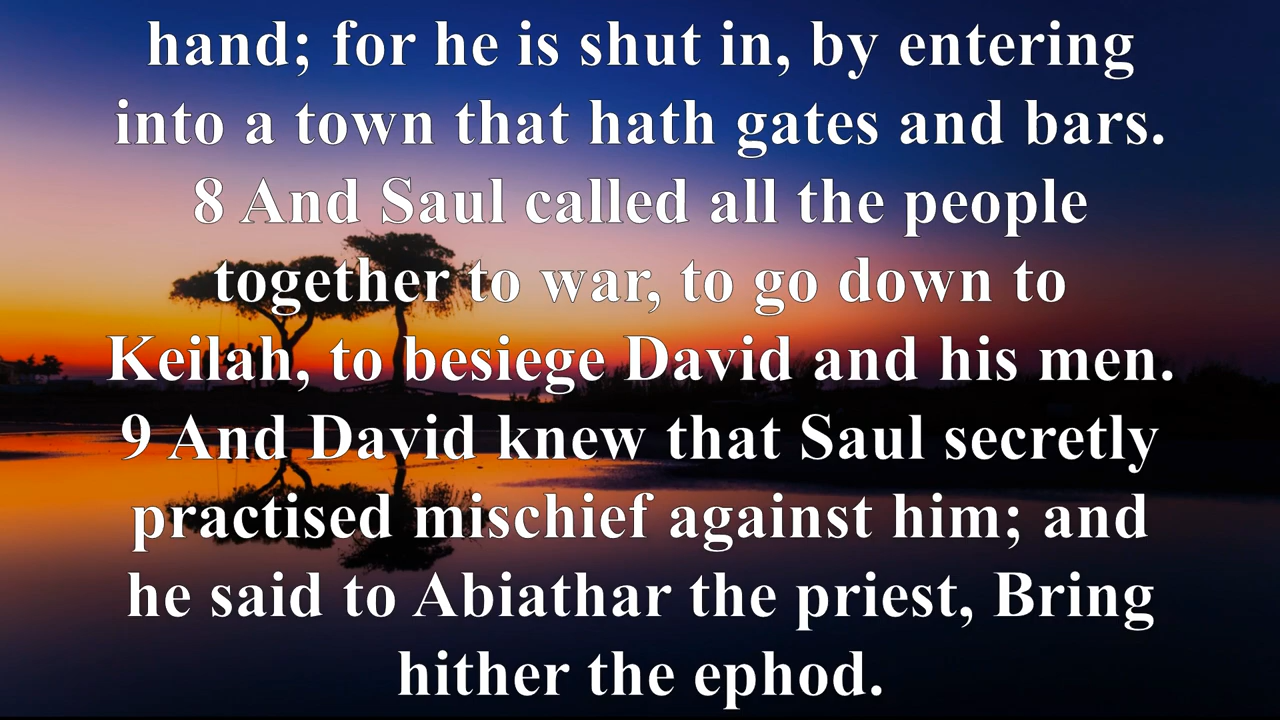 hand; for he is shut in, by entering
into a town that hath gates and bars.
8 And Saul called all the people
together to war, to go down to
Keilah, to besiege David and his men.
9 And David knew that Saul secretly
practised mischief against him; and
he said to Abiathar the priest, Bring
hither the ephod.